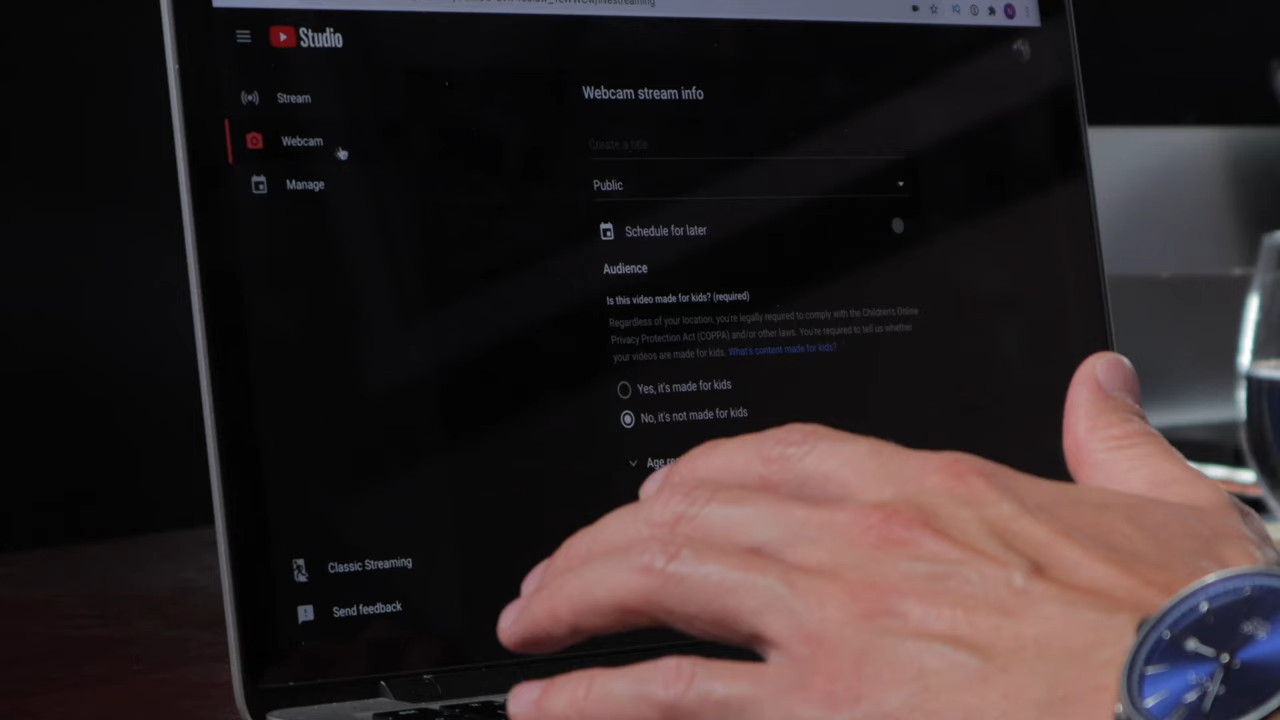 Studio
Stream
Webcam
Manage
Webcam stream info
Create a title
Public
Schedule for later
Audience
Is this video made for kids? (required)
Regardless of your location, you're legally required to comply with the Children's Online
Privacy Protection Act (COPPA) and/or other laws. You're required to tell us whether
your videos are made for kids. What's content made for kids?
Yes, it's made for kids
No, it's not made for kids
Age
Classic Streaming
Send feedback